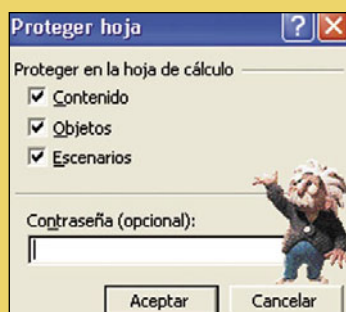 Proteger hoja
Proteger en la hoja de cálculo
Contenido
Objetos
Escenarios
Contraseña (opcional):
Aceptar
Cancelar